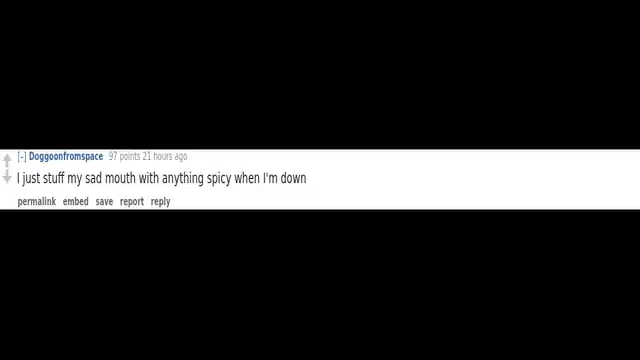 [-] Doggoonfromspace 97 points 21 hours ago
I just stuff my sad mouth with anything spicy when I'm down
permalink embed save report reply